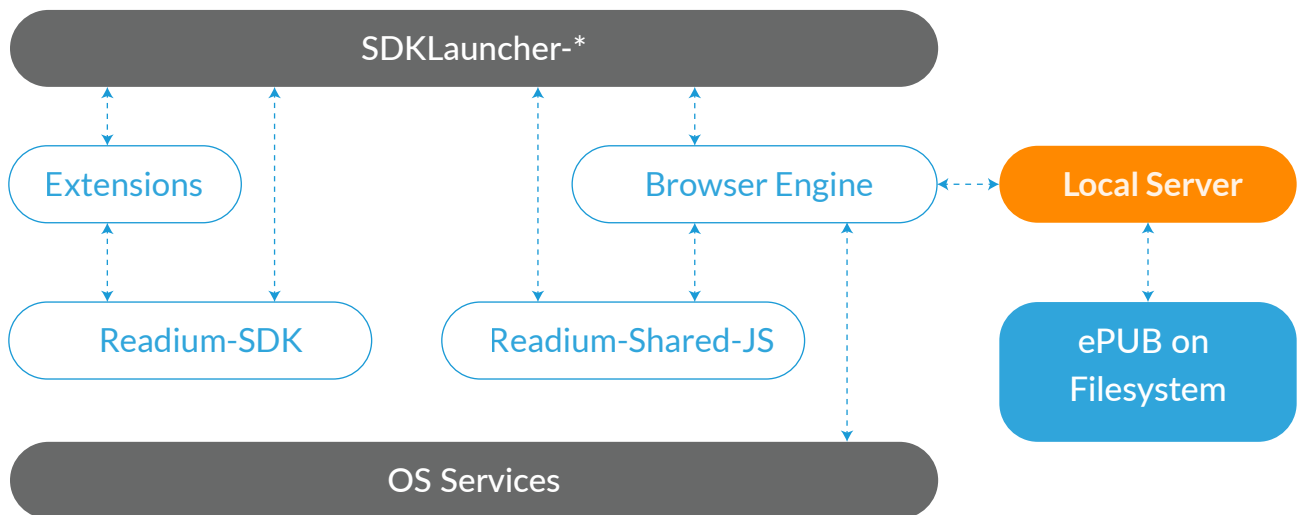 SDKLauncher-*
Extensions
Browser Engine
Local Server
Readium-SDK
Readium-Shared-JS
ePUB on
Filesystem
OS Services